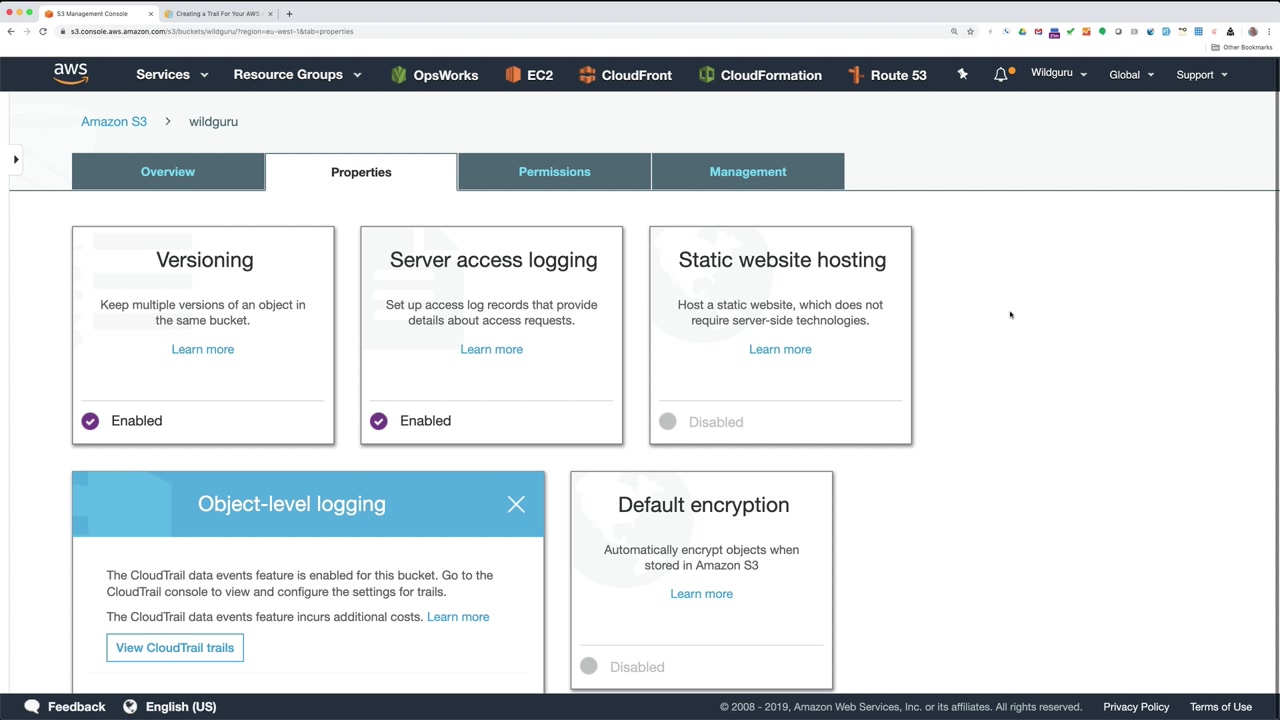 S3 Management Console
Creating a Trail For Your AWS
s3.console.aws.amazon.com/s3/buckets/wildguru/?region=eu-west-1&tab=properties
Other Bookmarks
aws
Services
Resource Groups
OpsWorks
EC2
CloudFront
CloudFormation
Route 53
Wildguru
Global
Support
Amazon S3
wildguru
Overview
Properties
Permissions
Management
Versioning
Keep multiple versions of an object in
the same bucket.
Learn more
Enabled
Server access logging
Set up access log records that provide
details about access requests.
Learn more
Enabled
Static website hosting
Host a static website, which does not
require server-side technologies.
Learn more
Disabled
Object-level logging
The CloudTrail data events feature is enabled for this bucket. Go to the
CloudTrail console to view and configure the settings for trails.
The CloudTrail data events feature incurs additional costs. Learn more
View CloudTrail trails
Default encryption
Automatically encrypt objects when
stored in Amazon S3
Learn more
Disabled
Feedback
English (US)
© 2008 - 2019, Amazon Web Services, Inc. or its affiliates. All rights reserved.
Privacy Policy
Terms of Use